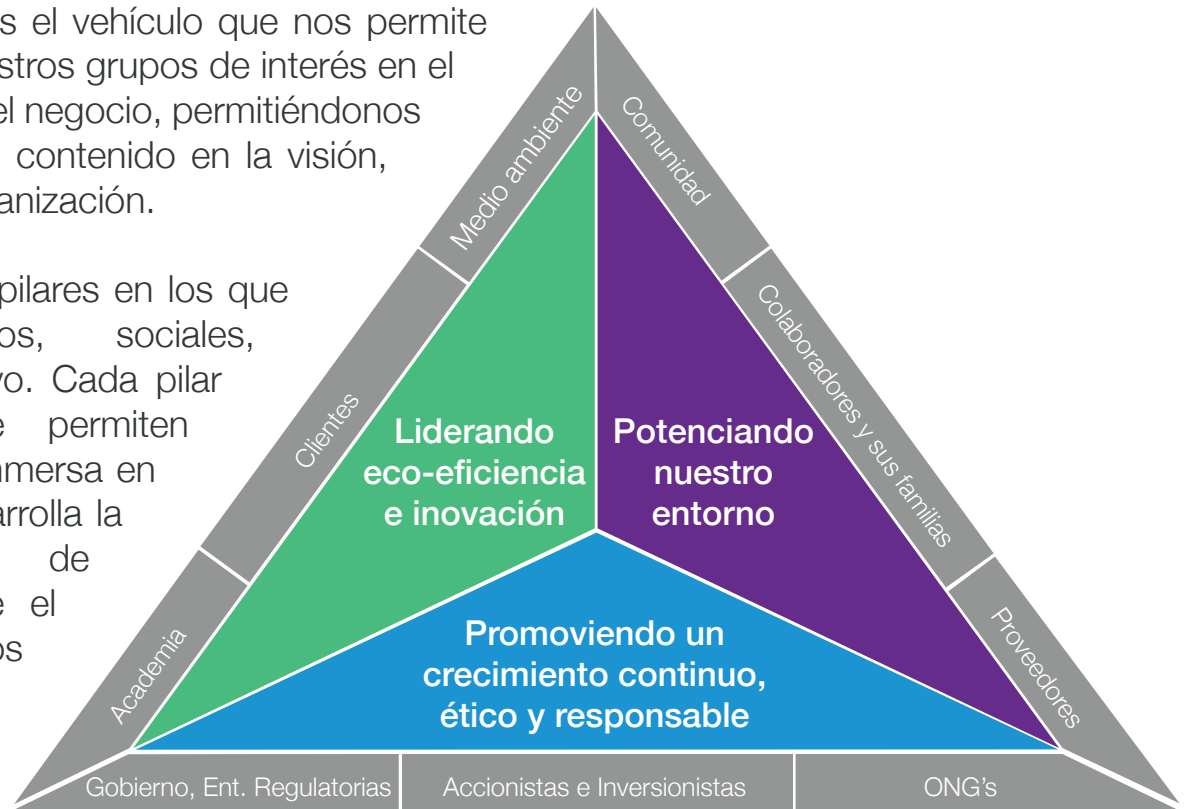 s el vehículo que nos permite
stros grupos de interés en el
el negocio, permitiéndonos
contenido en la visión,
anización.
pilares en los que
os, sociales,
vo. Cada pilar
e permiten
nmersa en
arrolla la
de
e el
os
Medio ambiente
Clientes
Academia
Comunidad
Colaboradores y sus familias
Proveedores
Liderando
eco-eficiencia
e inovación
Potenciando
nuestro
entorno
Promoviendo un
crecimiento continuo,
ético y responsable
Gobierno, Ent. Regulatorias
Accionistas e Inversionistas
ONG's